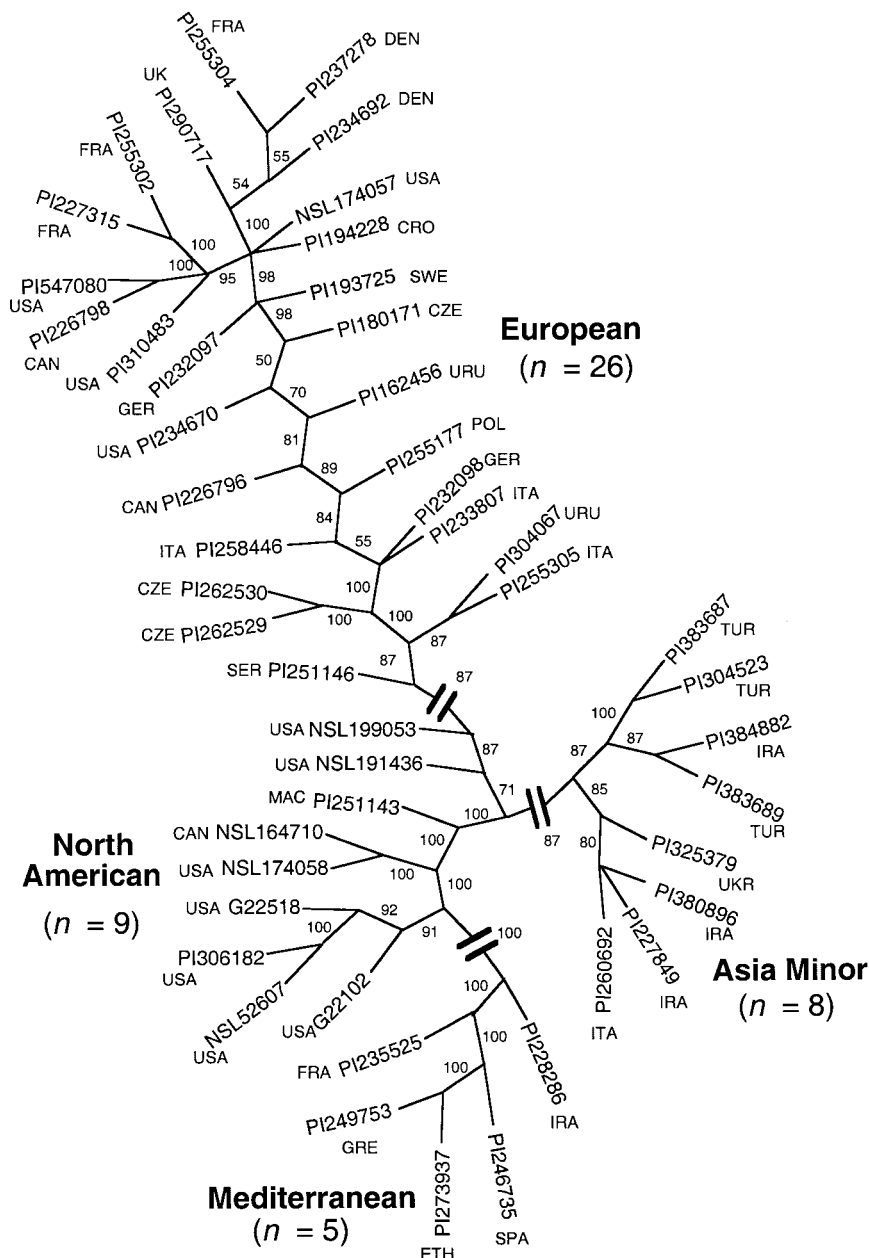 FRA
PI255304
PI237278 DEN
UK
PI290717
PI234692 DEN
55
54
FRA
PI255302
NSL174057 USA
100
PI194228 CRO
PI227315
FRA
100
100
95
98
PI547080
USA
PI193725 SWE
PI226798
CAN
98
PI310483
USA
PI232097
GER
PI180171 CZE
European
(n = 26)
50
70
PI162456 URU
USA PI234670
81
89
PI255177 POL
CAN PI226796
84
PI232098 GER
PI233807 ITA
55
ITA PI258446
PI304067 URU
PI255305 ITA
100
CZE PI262530
100
100
CZE PI262529
87
87
SER PI251146
87
PI383687
TUR
PI304523
TUR
100
USA NSL199053
87
87
87
PI384882
IRA
USA NSL191436
71
85
PI383689
TUR
MAC PI251143
100
87
80
PI325379
UKR
CAN NSL164710
100
USA NSL174058
100
100
PI380896
IRA
North
American
(n = 9)
USA G22518
92
91
100
100
PI227849
IRA
PI260692
ITA
Asia Minor
(n = 8)
PI306182
USA
NSL52607
USA
USA G22102
100
PI228286
IRA
100
FRA PI235525
100
PI249753
GRE
PI273937
ETH
PI246735
SPA
Mediterranean
(n = 5)